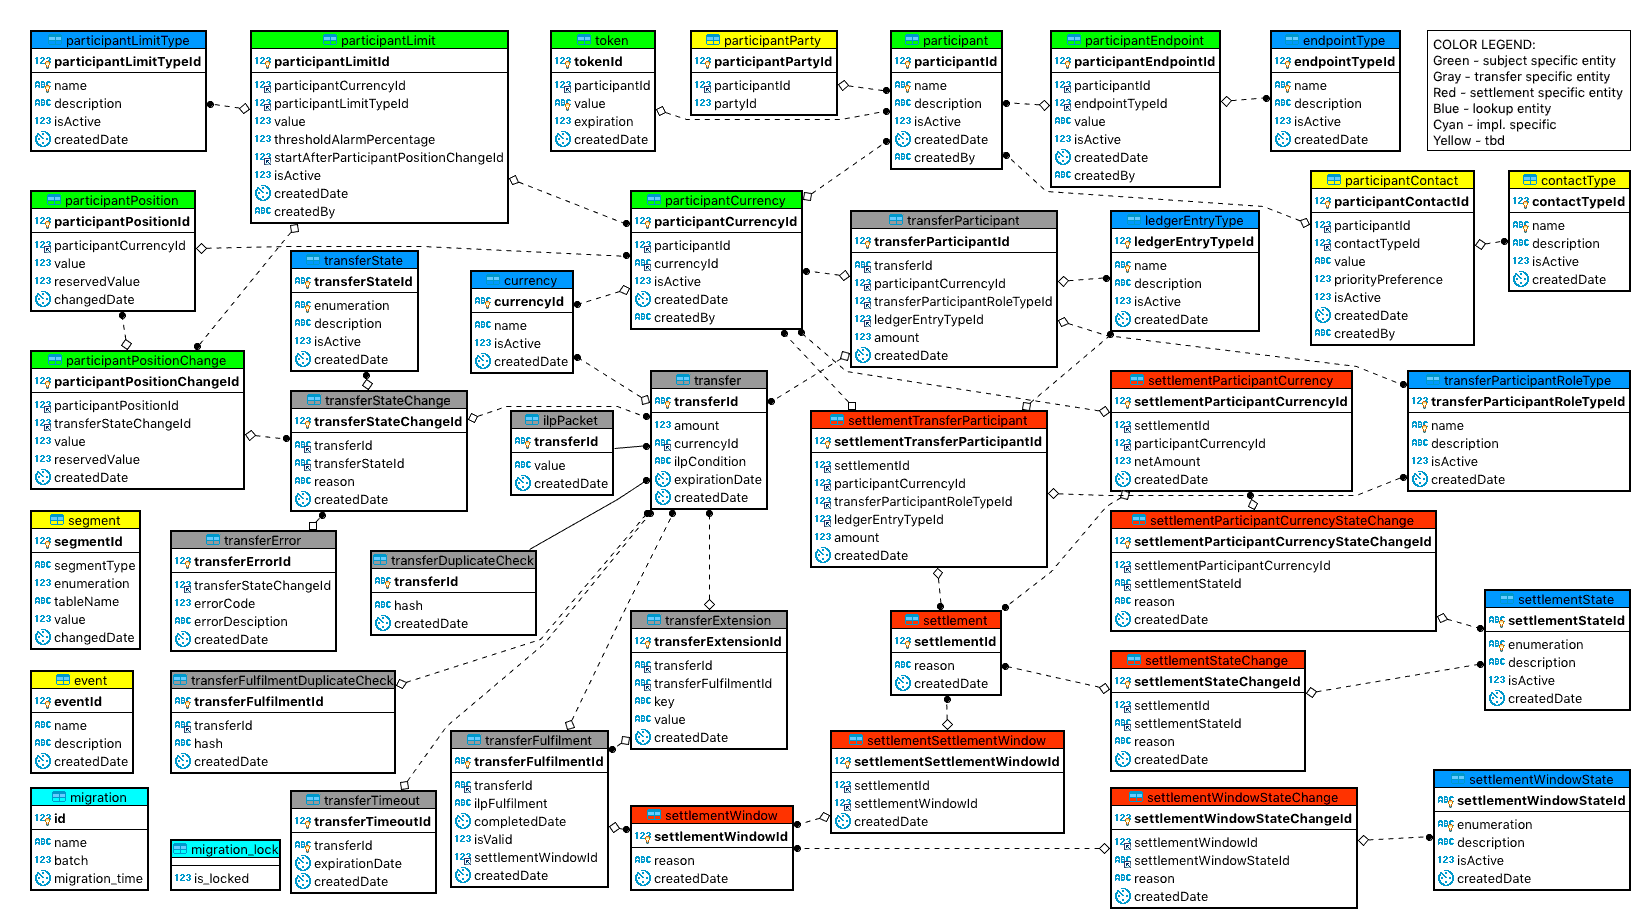 participantLimitType
participantLimitTypeId
name
description
isActive
createdDate
participantLimit
participantLimitId
participantCurrencyId
participantLimitTypeId
value
thresholdAlarmPercentage
startAfterParticipantPositionChangeId
isActive
createdDate
createdBy
token
tokenId
participantId
value
expiration
createdDate
participantParty
participantPartyId
participantId
partyId
participant
participantId
name
description
isActive
createdDate
createdBy
participantEndpoint
participantEndpointId
participantId
endpointTypeId
value
isActive
createdDate
createdBy
endpointType
endpointTypeId
name
description
isActive
createdDate
COLOR LEGEND:
Green - subject specific entity
Gray - transfer specific entity
Red - settlement specific entity
Blue - lookup entity
Cyan - impl. specific
Yellow - tbd
participantPosition
participantPositionId
participantCurrencyId
value
reservedValue
changedDate
transferState
transferStateId
enumeration
description
isActive
createdDate
currency
currencyId
name
isActive
createdDate
participantCurrency
participantCurrencyId
participantId
currencyId
isActive
createdDate
createdBy
transferParticipant
transferParticipantId
transferId
participantCurrencyId
transferParticipantRoleTypeId
ledgerEntryTypeId
amount
createdDate
ledgerEntryType
ledgerEntryTypeId
name
description
isActive
createdDate
participantContact
participantContactId
participantId
contactTypeId
value
priorityPreference
isActive
createdDate
createdBy
contactType
contactTypeId
name
description
isActive
createdDate
participantPositionChange
participantPositionChangeId
participantPositionId
transferStateChangeId
value
reservedValue
createdDate
transferStateChange
transferStateChangeId
transferId
transferStateId
reason
createdDate
ilpPacket
transferId
value
createdDate
transfer
transferId
amount
currencyId
ilpCondition
expirationDate
createdDate
settlementTransferParticipant
settlementTransferParticipantId
settlementId
participantCurrencyId
transferParticipantRoleTypeId
ledgerEntryTypeId
amount
createdDate
settlementParticipantCurrency
settlementParticipantCurrencyId
settlementId
participantCurrencyId
netAmount
createdDate
transferParticipantRoleType
transferParticipantRoleTypeId
name
description
isActive
createdDate
segment
segmentId
segmentType
enumeration
tableName
value
changedDate
transferError
transferErrorId
transferStateChangeId
errorCode
errorDesciption
createdDate
transferDuplicateCheck
transferId
hash
createdDate
settlementParticipantCurrencyStateChange
settlementParticipantCurrencyStateChangeId
settlementParticipantCurrencyId
settlementStateId
reason
createdDate
settlementState
settlementStateId
enumeration
description
isActive
createdDate
event
eventId
name
description
createdDate
transferFulfilmentDuplicateCheck
transferFulfilmentId
transferId
hash
createdDate
transferExtension
transferExtensionId
transferId
transferFulfilmentId
key
value
createdDate
settlement
settlementId
reason
createdDate
settlementStateChange
settlementStateChangeId
settlementId
settlementStateId
reason
createdDate
migration
id
name
batch
migration_time
migration_lock
is_locked
transferTimeout
transferTimeoutId
transferId
expirationDate
createdDate
transferFulfilment
transferFulfilmentId
transferId
ilpFulfilment
completedDate
isValid
settlementWindowId
createdDate
settlementWindow
settlementWindowId
reason
createdDate
settlementSettlementWindow
settlementSettlementWindowId
settlementId
settlementWindowId
createdDate
settlementWindowStateChange
settlementWindowStateChangeId
settlementWindowId
settlementWindowStateId
reason
createdDate
settlementWindowState
settlementWindowStateId
enumeration
description
isActive
createdDate